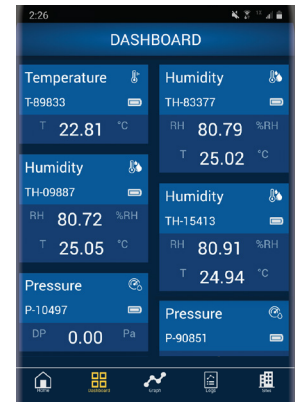 2:26
DASHBOARD
Temperature
T-89833
T 22.81 °C
Humidity
TH-09887
RH 80.72 %RH
T 25.05 °C
Pressure
P-10497
DP 0.00 Pa
Humidity
TH-83377
RH 80.79 %RH
T 25.02 °C
Humidity
TH-15413
RH 80.91 %RH
T 24.94 °C
Pressure
P-90851
Home Dashboard Graph Logs